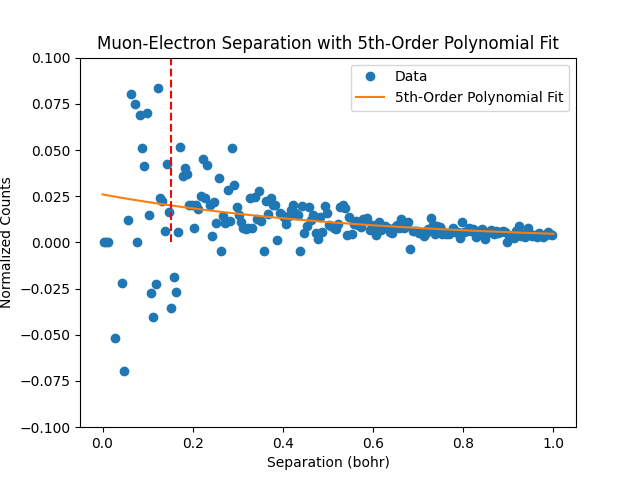 Muon-Electron Separation with 5th-Order Polynomial Fit
Data
5th-Order Polynomial Fit
Normalized Counts
0.100
0.075
0.050
0.025
0.000
−0.025
−0.050
−0.075
−0.100
0.0 0.2 0.4 0.6 0.8 1.0
Separation (bohr)